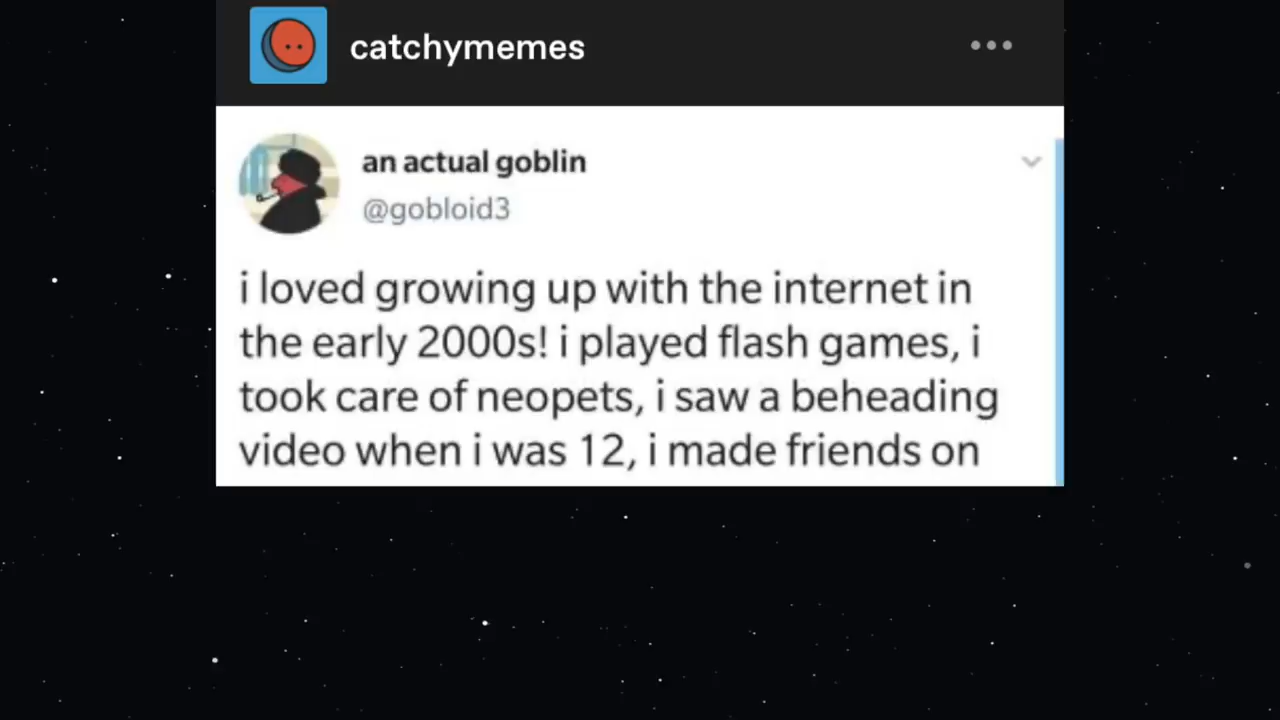 catchymemes
an actual goblin
@gobloid3
i loved growing up with the internet in
the early 2000s! i played flash games, i
took care of neopets, i saw a beheading
video when i was 12, i made friends on